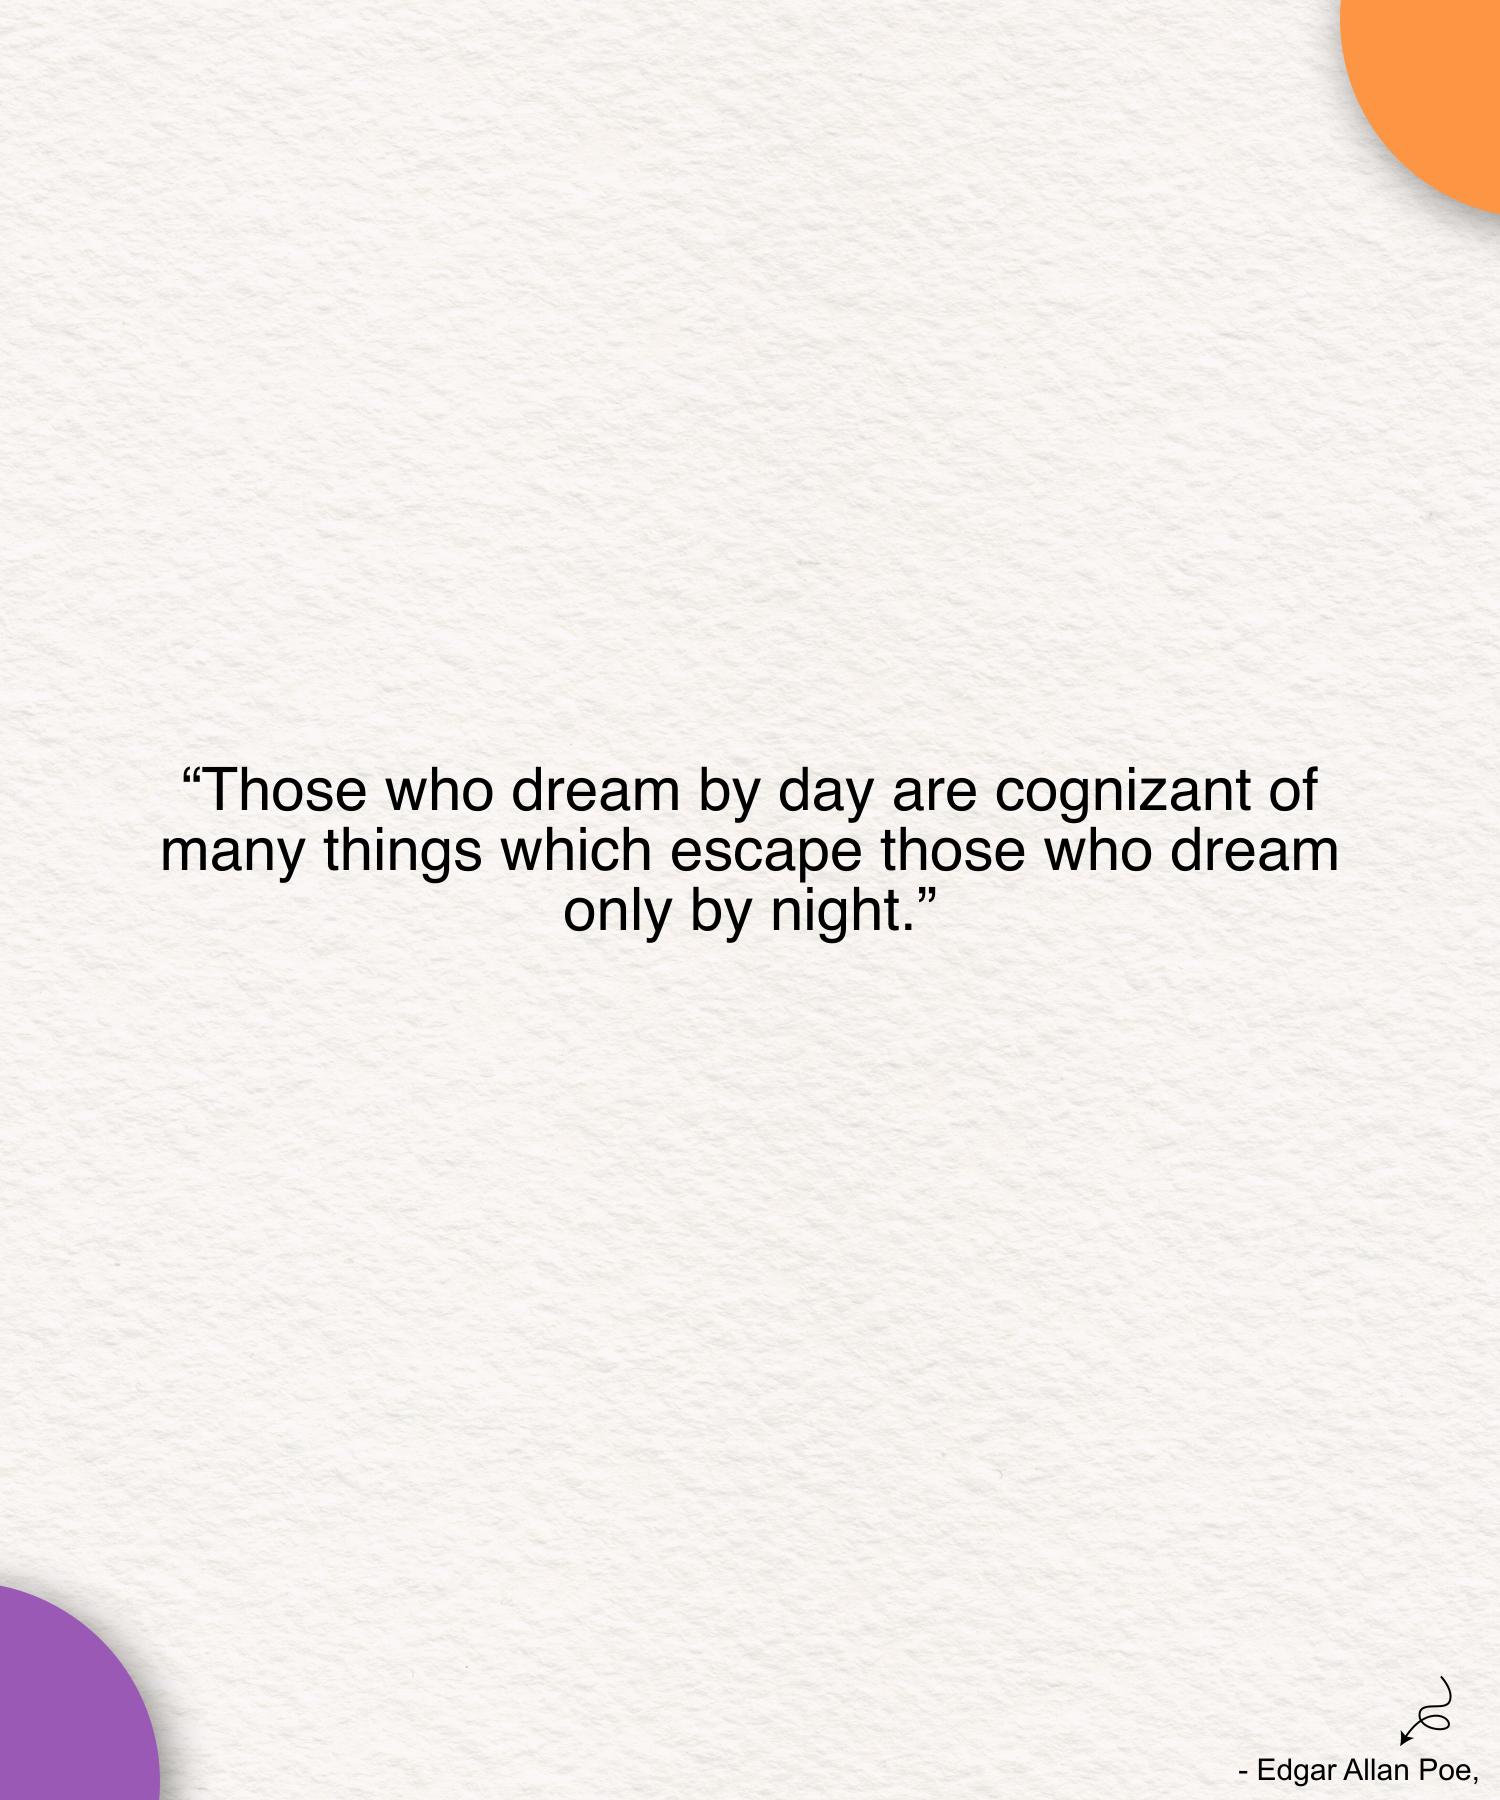 “Those who dream by day are cognizant of
many things which escape those who dream
only by night.”
- Edgar Allan Poe,